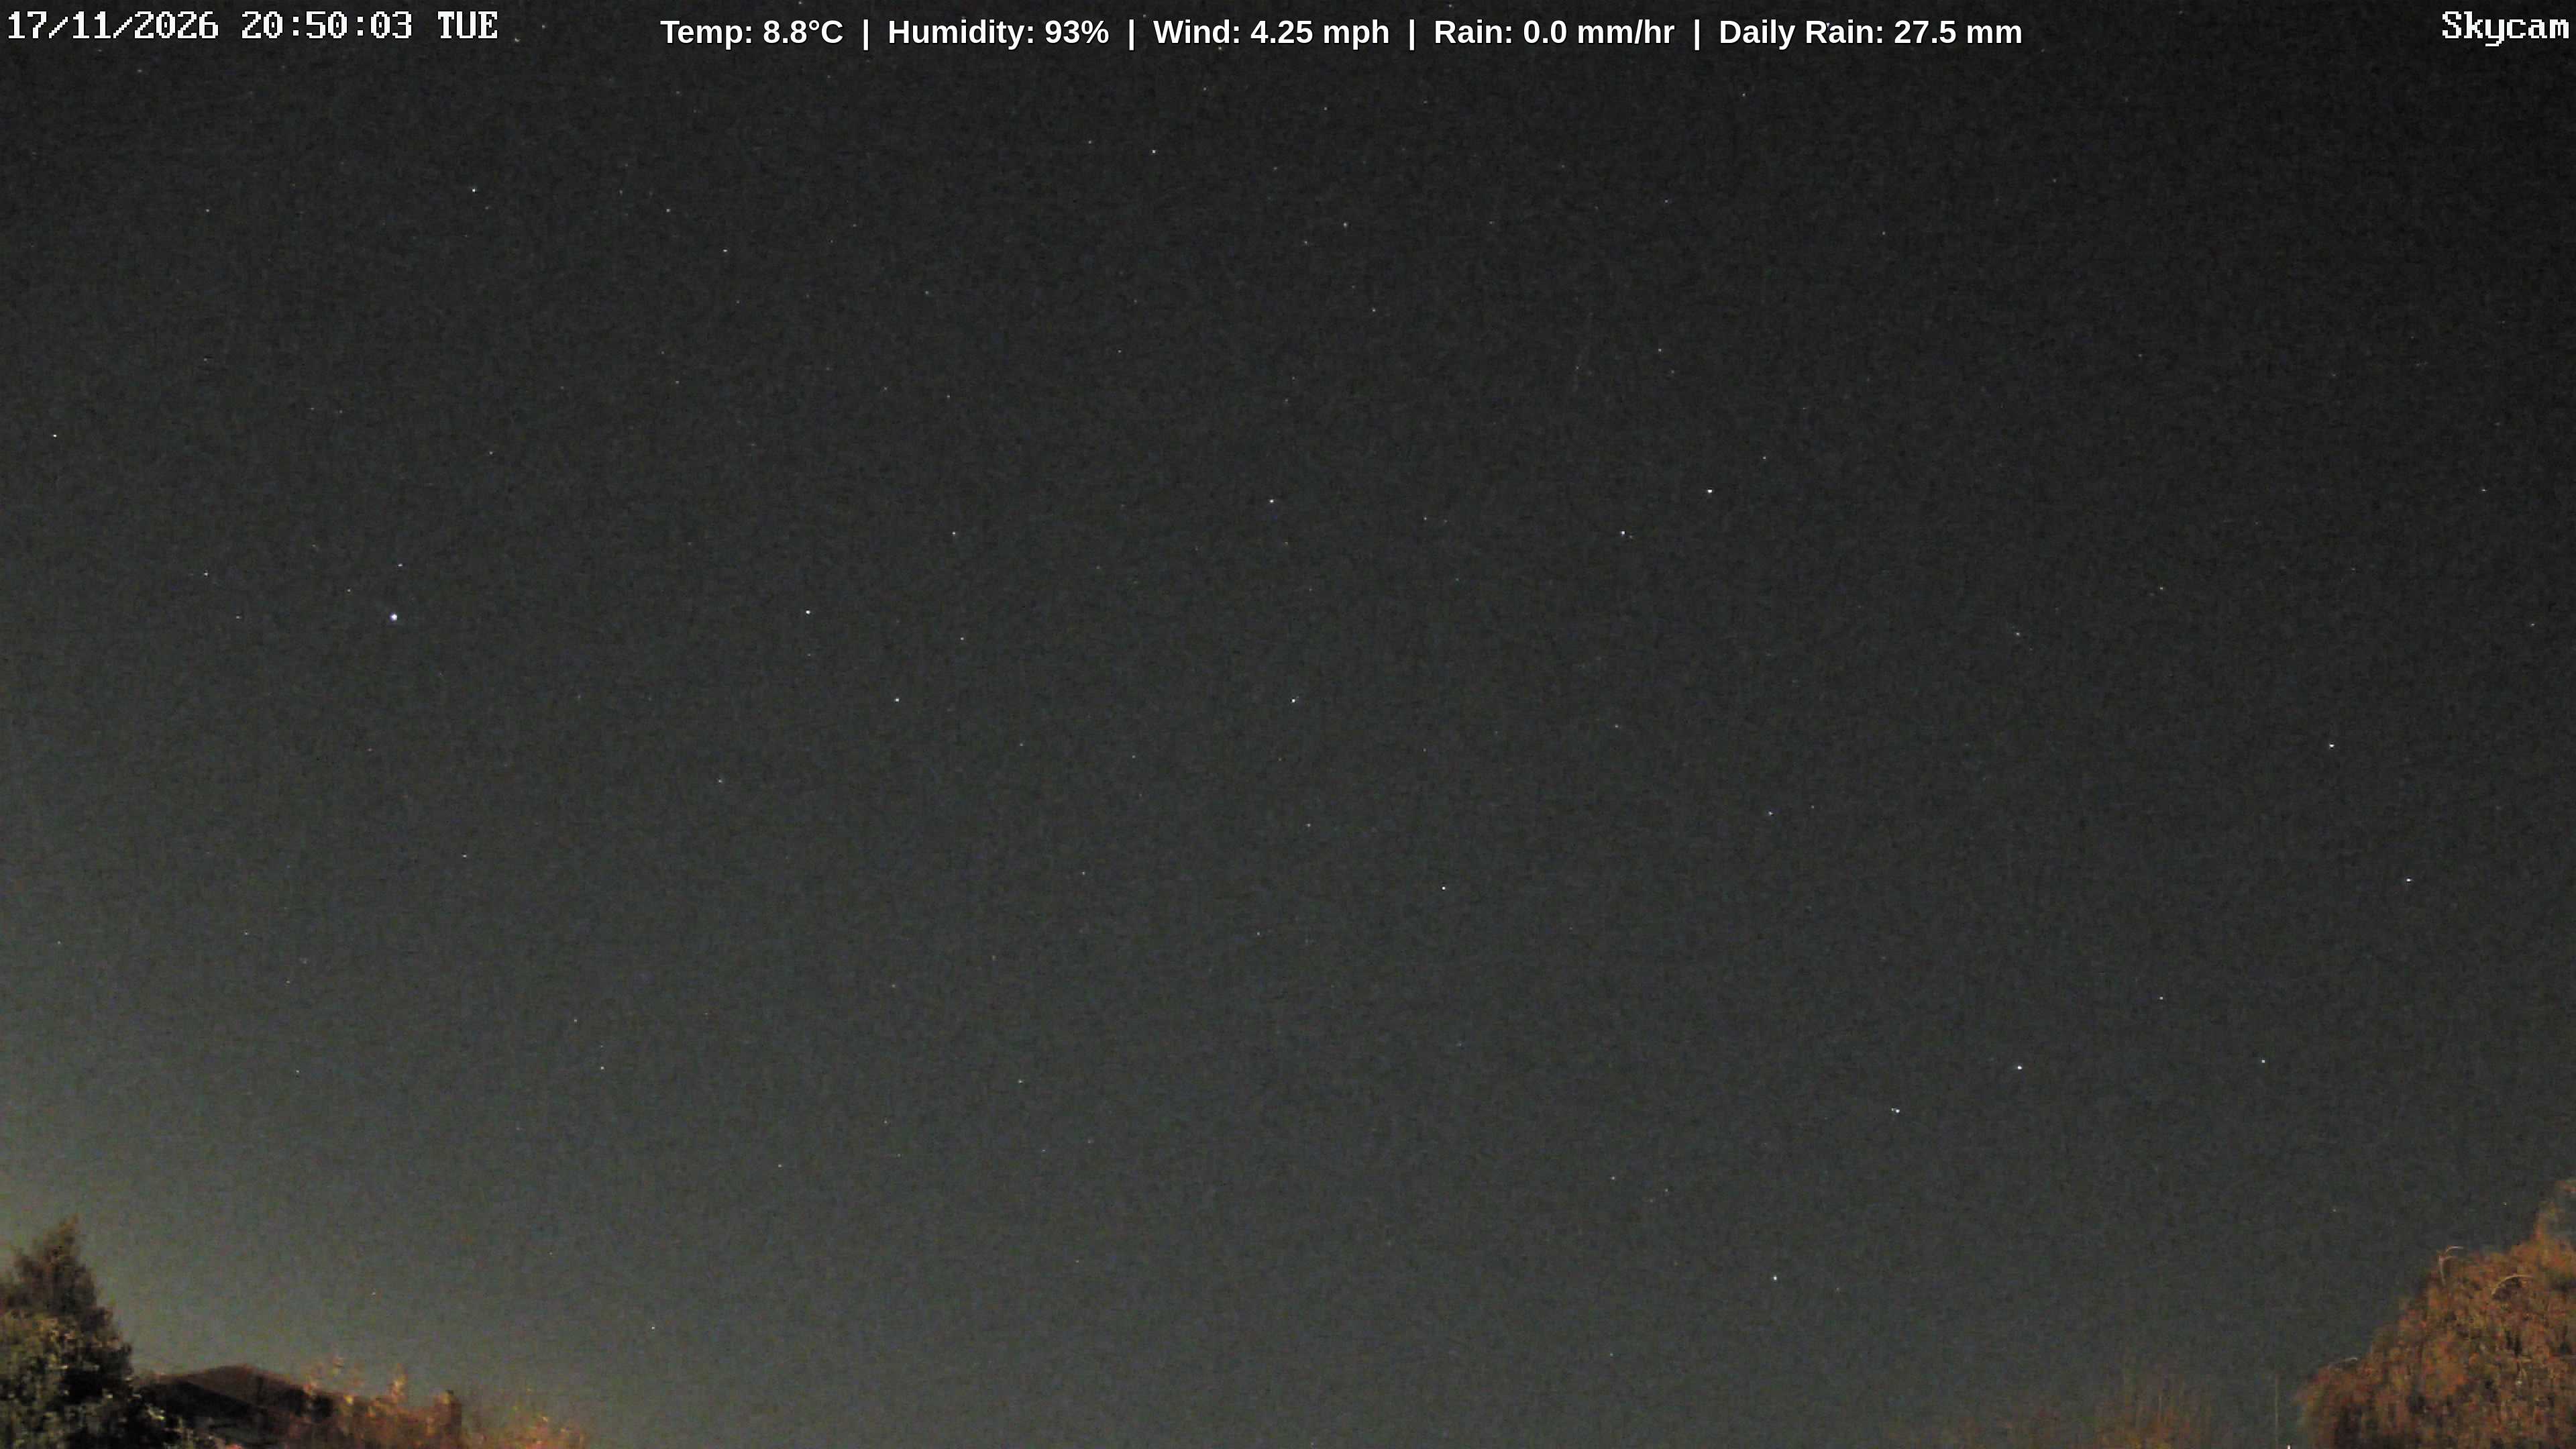 17/11/2026 20:50:03 TUE
Temp: 8.8°C | Humidity: 93% | Wind: 4.25 mph | Rain: 0.0 mm/hr | Daily Rain: 27.5 mm
Skycam